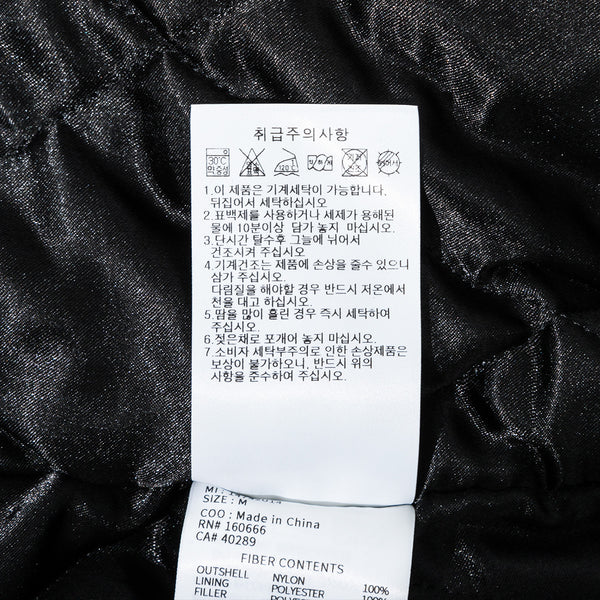 취급주의사항
30℃
약중성
120℃
1.이 제품은 기계세탁이 가능합니다.
뒤집어서 세탁하십시오
2.표백제를 사용하거나 세제가 용해된
물에 10분이상 담가 놓지 마십시오.
3.단시간 탈수후 그늘에 뉘어서
건조시켜 주십시오
4.기계건조는 제품에 손상을 줄수 있으니
삼가 주십시오.
다림질을 해야할 경우 반드시 저온에서
천을 대고 하십시오.
5.땀을 많이 흘린 경우 즉시 세탁하여
주십시오.
6.젖은채로 포개어 놓지 마십시오.
7.소비자 세탁부주의로 인한 손상제품은
보상이 불가하오니, 반드시 위의
사항을 준수하여 주십시오.
SIZE : M
COO : Made in China
RN# 160666
CA# 40289
FIBER CONTENTS
OUTSHELL NYLON 100%
LINING POLYESTER 100%
FILLER